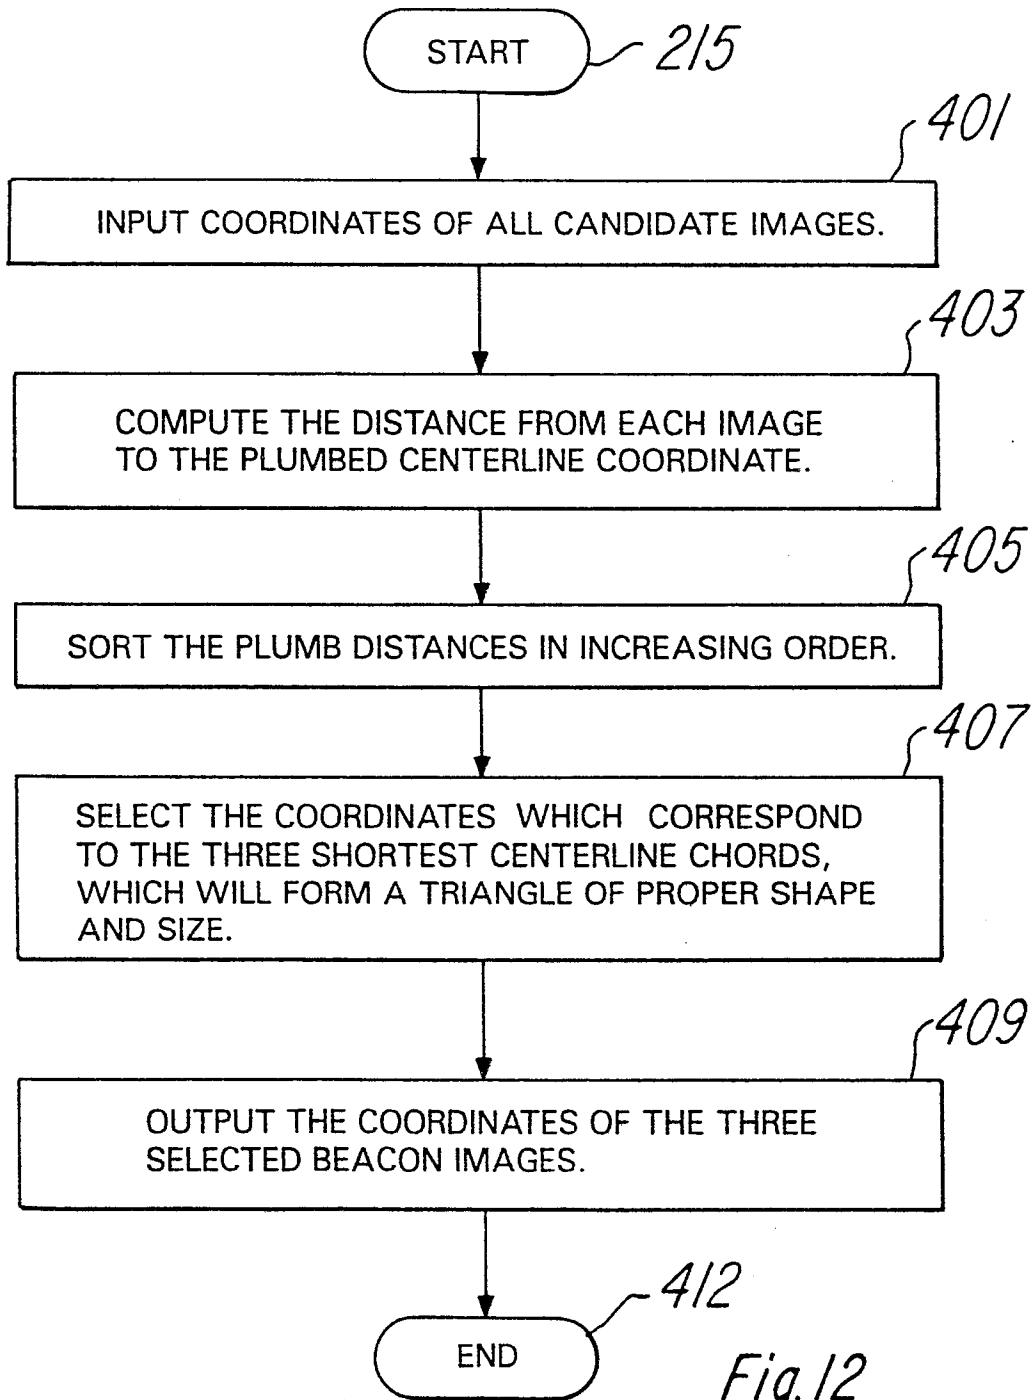 START
215
401
INPUT COORDINATES OF ALL CANDIDATE IMAGES.
403
COMPUTE THE DISTANCE FROM EACH IMAGE
TO THE PLUMBED CENTERLINE COORDINATE.
405
SORT THE PLUMB DISTANCES IN INCREASING ORDER.
407
SELECT THE COORDINATES WHICH CORRESPOND
TO THE THREE SHORTEST CENTERLINE CHORDS,
WHICH WILL FORM A TRIANGLE OF PROPER SHAPE
AND SIZE.
409
OUTPUT THE COORDINATES OF THE THREE
SELECTED BEACON IMAGES.
412
END
Fig.12